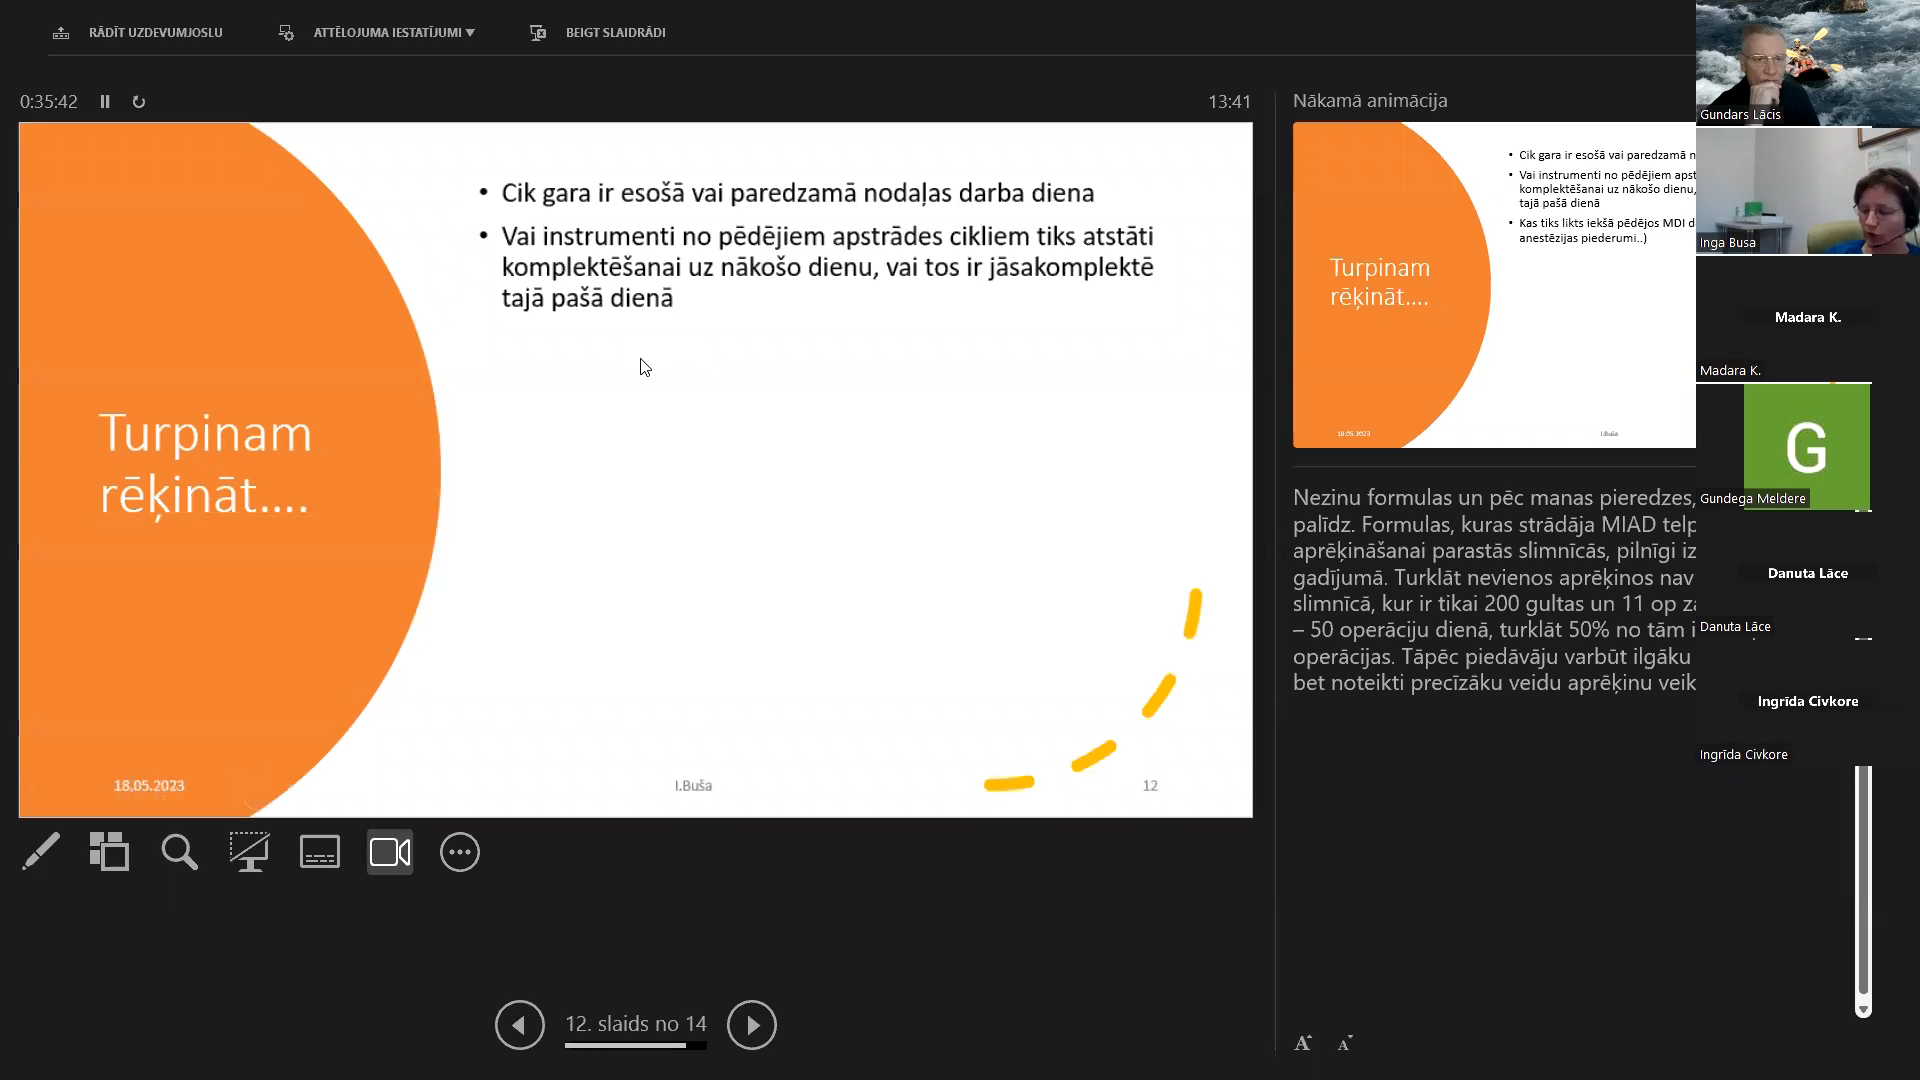 RĀDĪT UZDEVUMJOSLU
ATTĒLOJUMA IESTATĪJUMI ▼
BEIGT SLAIDRĀDI
0:35:42
13:41
Turpinam
rēķināt....
• Cik gara ir esošā vai paredzamā nodaļas darba diena
• Vai instrumenti no pēdējiem apstrādes cikliem tiks atstāti
komplektēšanai uz nākošo dienu, vai tos ir jāsakomplektē
tajā pašā dienā
18.05.2023
I.Buša
12
12. slaids no 14
Nākamā animācija
Turpinam
rēķināt....
• Cik gara ir esošā vai paredzamā
• Vai instrumenti no pēdējiem
komplektēšanai uz nākošo dienu,
tajā pašā dienā
• Kas tiks likts iekšā pēdējos MDI
anestēzijas piederumi..)
18.05.2023
I.Buša
Nezinu formulas un pēc manas pieredzes,
palīdz. Formulas, kuras strādāja MIAD
aprēķināšanai parastās slimnīcās, pilnīgi
gadījumā. Turklāt nevienos aprēķinos nav
slimnīcā, kur ir tikai 200 gultas un 11 op
– 50 operāciju dienā, turklāt 50% no tām
operācijas. Tāpēc piedāvāju varbūt ilgāku
bet noteikti precīzāku veidu aprēķinu
A
A
Gundars Lācis
Inga Busa
Madara K.
Madara K.
G
Gundega Meldere
Danuta Lāce
Danuta Lāce
Ingrīda Civkore
Ingrīda Civkore